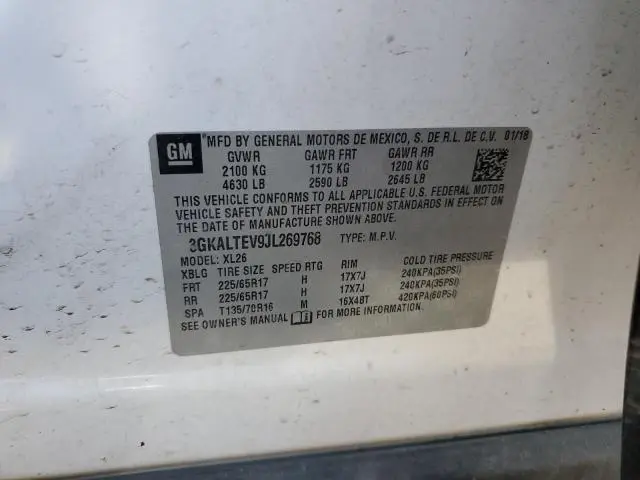 GM
MFD BY GENERAL MOTORS DE MEXICO, S. DE R.L. DE C.V. 01/18
GVWR GAWR FRT GAWR RR
2100 KG 1175 KG 1200 KG
4630 LB 2590 LB 2645 LB
THIS VEHICLE CONFORMS TO ALL APPLICABLE U.S. FEDERAL MOTOR
VEHICLE SAFETY AND THEFT PREVENTION STANDARDS IN EFFECT ON
THE DATE OF MANUFACTURE SHOWN ABOVE.
3GKALTEV9JL269768 TYPE: M.P.V.
MODEL: XL26
XBLG TIRE SIZE SPEED RTG RIM COLD TIRE PRESSURE
FRT 225/65R17 H 17X7J 240KPA(35PSI)
RR 225/65R17 H 17X7J 240KPA(35PSI)
SPA T135/70R16 M 16X4BT 420KPA(60PSI)
SEE OWNER'S MANUAL FOR MORE INFORMATION.